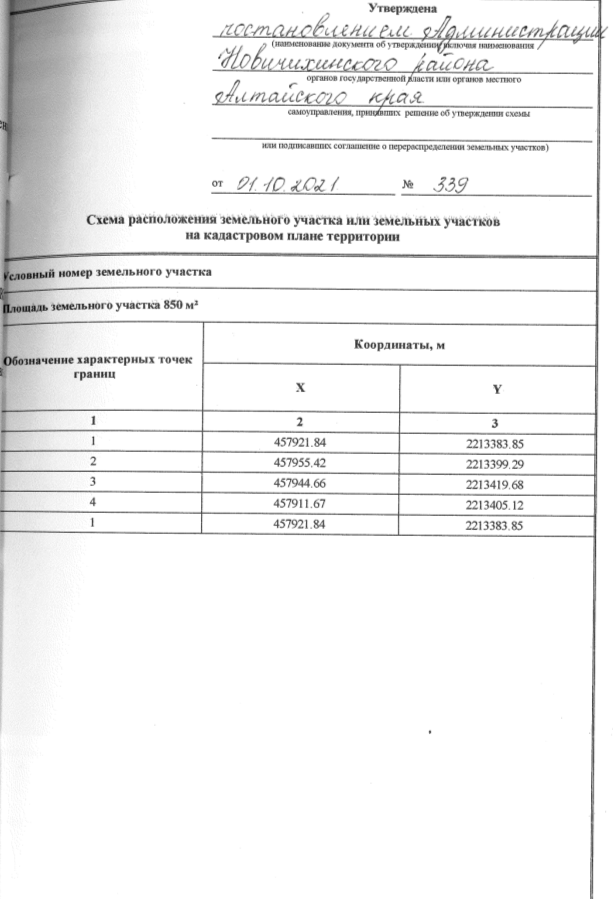 Утверждена
постановлением Администрации
(наименование документа об утверждении, включая наименования
Новичихинского района
органов государственной власти или органов местного
Алтайского края
самоуправления, принявших решение об утверждении схемы
или подписавших соглашение о перераспределении земельных участков)
от 01.10.2021 № 339
Схема расположения земельного участка или земельных участков
на кадастровом плане территории
Условный номер земельного участка
Площадь земельного участка 850 м²
Обозначение характерных точек границ
Координаты, м
X Y
1 2 3
1 457921.84 2213383.85
2 457955.42 2213399.29
3 457944.66 2213419.68
4 457911.67 2213405.12
1 457921.84 2213383.85